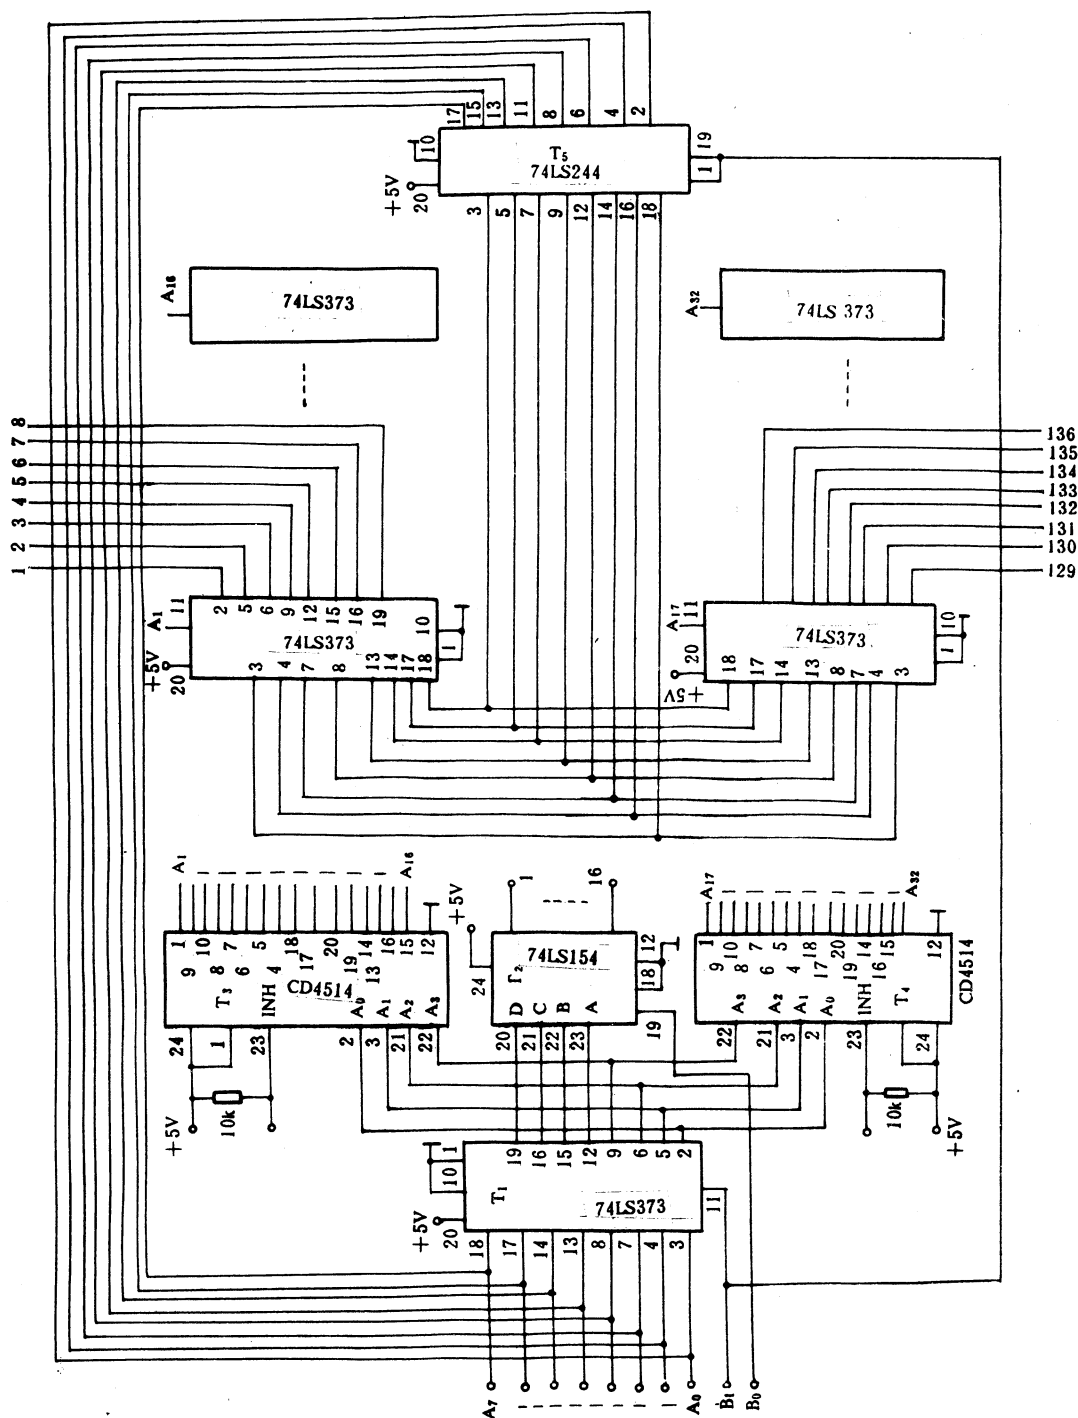 17 15 13 11 8 6 4 2
10
T5
74LS244
19
1
+5V
20
3 5 7 9 12 14 16 18
A16
74LS373
A32
74LS 373
8
7
6
5
4
3
2
1
136
135
134
133
132
131
130
129
A1
11
2 5 6 9 12 15 16 19
10
74LS373
1
+5V
20
3 4 7 8 13 14 17 18
A17
11
10
74LS373
1
20
+5V
18 17 14 13 8 7 4 3
A1
A16
1 10 7 5 18 20 14 16 15 12
9 8 6 4 17 19 13
T3
INH
CD4514
A0 A1 A2 A3
24
1
23
2
3
21
22
+5V
10k
+5V
1
16
12
74LS154
18
24
D C B A
20 21 22 23
19
A17
A32
1 9 10 8 7 6 5 4 18 17 20 19 14 16 15 12
A3 A2 A1 A0
INH
T4
CD4514
22
21
3
2
23
24
10k
+5V
1
10
19 16 15 12 9 6 5 2
T1
74LS373
11
+5V
20
18 17 14 13 8 7 4 3
A7
A0
B1
B0